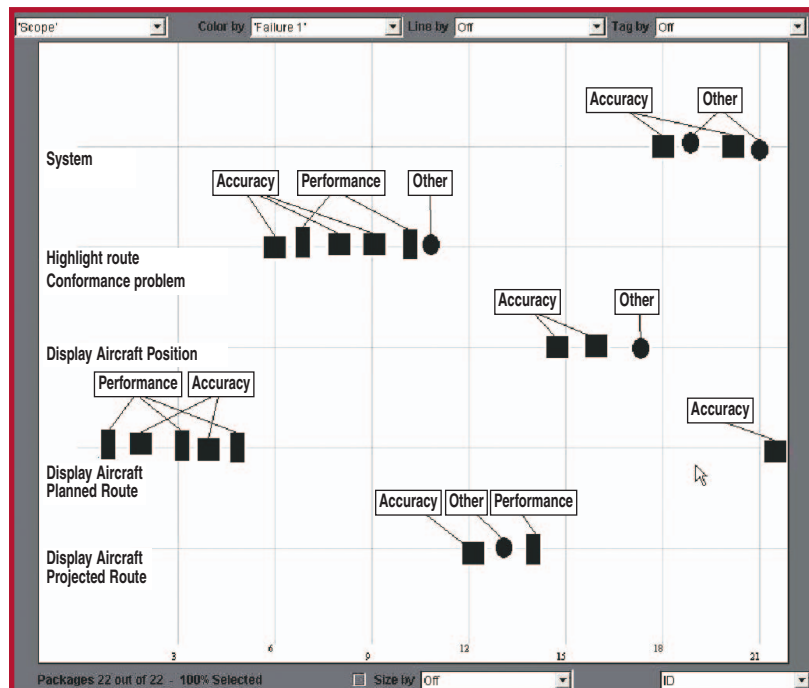 'Scope' Color by 'Failure 1' Line by Off Tag by Off
Accuracy Other
System
Accuracy Performance Other
Highlight route
Conformance problem
Accuracy Other
Display Aircraft Position
Performance Accuracy
Accuracy
Display Aircraft
Planned Route
Accuracy Other Performance
Display Aircraft
Projected Route
3 6 9 12 15 18 21
Packages 22 out of 22 - 100% Selected Size by Off ID